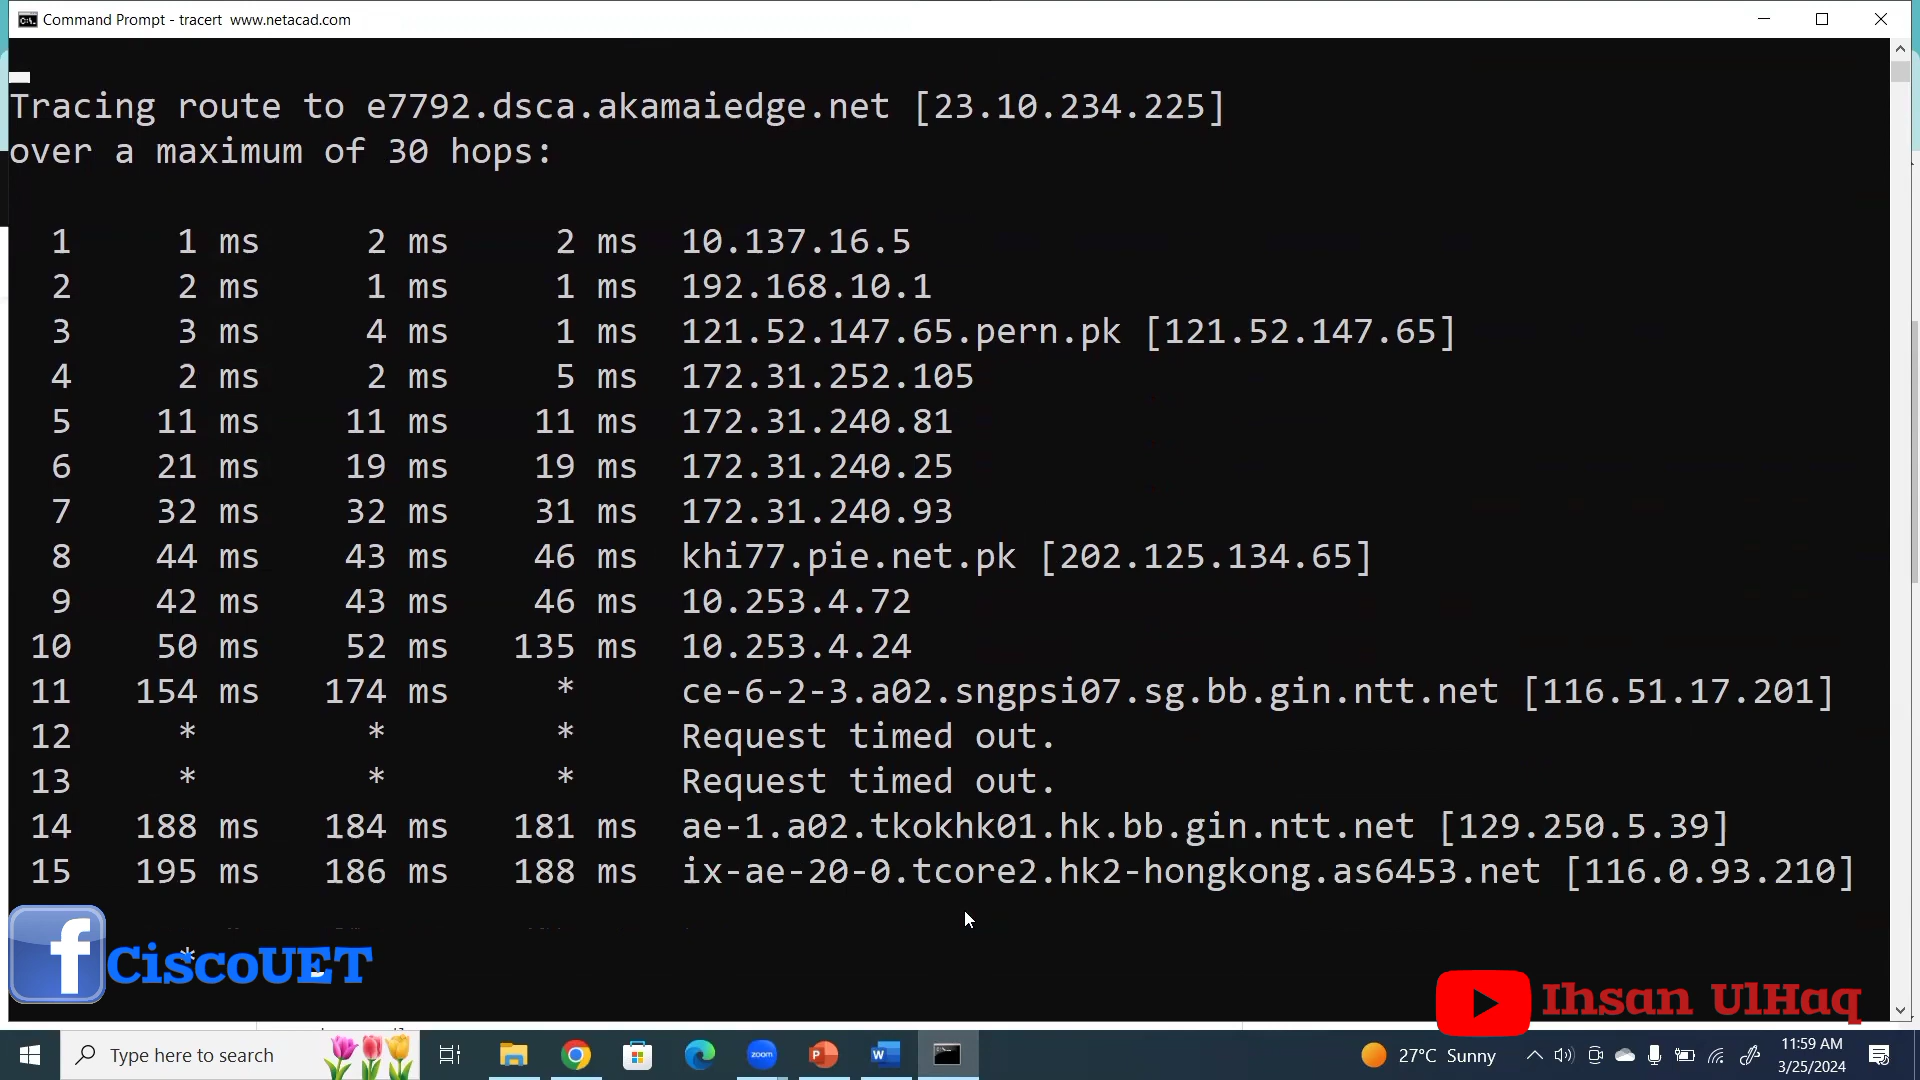 Command Prompt - tracert www.netacad.com
Tracing route to e7792.dsca.akamaiedge.net [23.10.234.225]
over a maximum of 30 hops:
1 1 ms 2 ms 2 ms 10.137.16.5
2 2 ms 1 ms 1 ms 192.168.10.1
3 3 ms 4 ms 1 ms 121.52.147.65.pern.pk [121.52.147.65]
4 2 ms 2 ms 5 ms 172.31.252.105
5 11 ms 11 ms 11 ms 172.31.240.81
6 21 ms 19 ms 19 ms 172.31.240.25
7 32 ms 32 ms 31 ms 172.31.240.93
8 44 ms 43 ms 46 ms khi77.pie.net.pk [202.125.134.65]
9 42 ms 43 ms 46 ms 10.253.4.72
10 50 ms 52 ms 135 ms 10.253.4.24
11 154 ms 174 ms * ce-6-2-3.a02.sngpsi07.sg.bb.gin.ntt.net [116.51.17.201]
12 * * * Request timed out.
13 * * * Request timed out.
14 188 ms 184 ms 181 ms ae-1.a02.tkokhk01.hk.bb.gin.ntt.net [129.250.5.39]
15 195 ms 186 ms 188 ms ix-ae-20-0.tcore2.hk2-hongkong.as6453.net [116.0.93.210]
*
f CiscoUET
Ihsan UlHaq
Type here to search
zoom
27°C Sunny
11:59 AM
3/25/2024